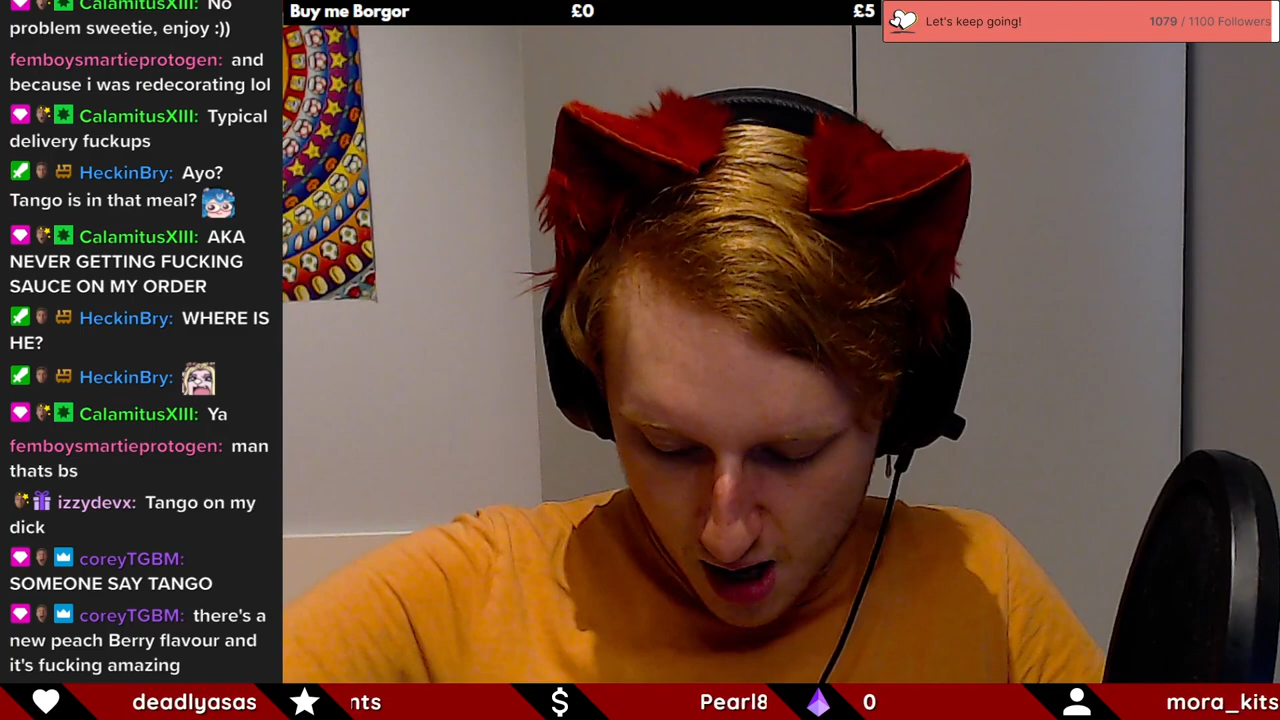 CalamitusXIII: No
problem sweetie, enjoy :))
femboysmartieprotogen: and
because i was redecorating lol
CalamitusXIII: Typical
delivery fuckups
HeckinBry: Ayo?
Tango is in that meal?
CalamitusXIII: AKA
NEVER GETTING FUCKING
SAUCE ON MY ORDER
HeckinBry: WHERE IS
HE?
HeckinBry:
CalamitusXIII: Ya
femboysmartieprotogen: man
thats bs
izzydevx: Tango on my
dick
coreyTGBM:
SOMEONE SAY TANGO
coreyTGBM: there's a
new peach Berry flavour and
it's fucking amazing
Buy me Borgor £0 £5
Let's keep going! 1079 / 1100 Followers
deadlyasas nts Pearl8 0 mora_kits